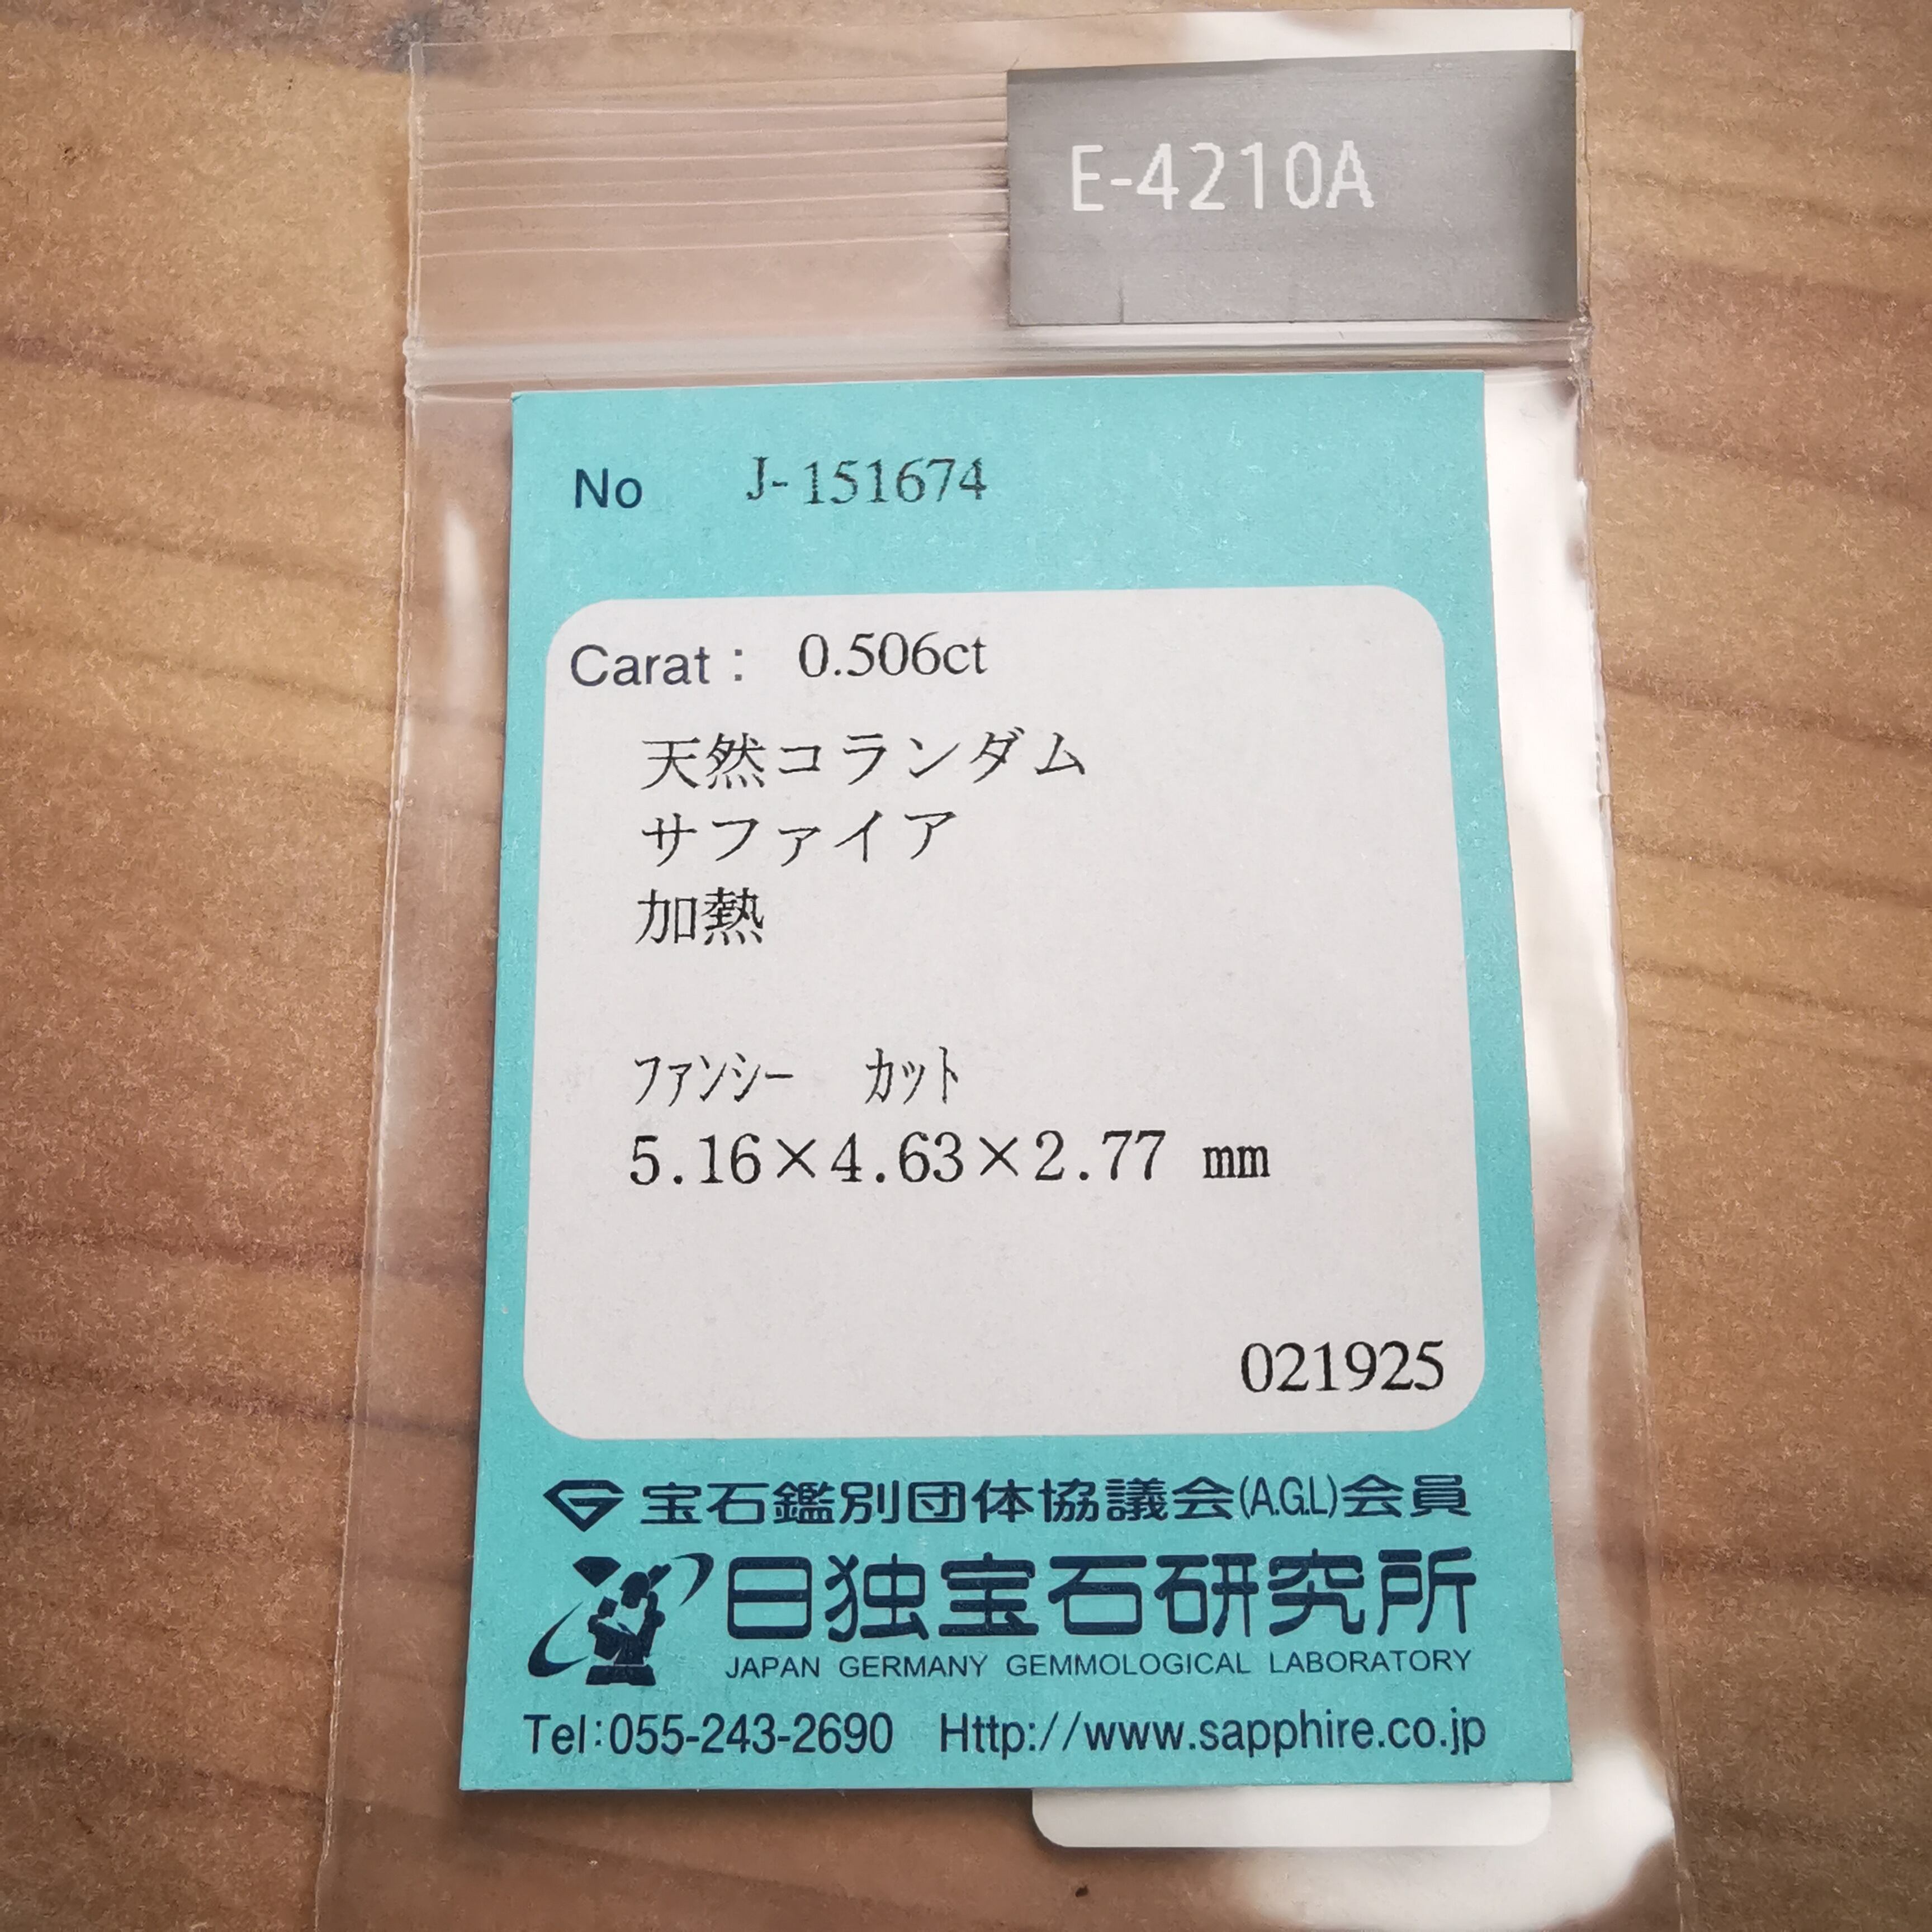 E-4210A
No J-151674
Carat : 0.506ct
天然コランダム
サファイア
加熱
ファンシー カット
5.16×4.63×2.77 mm
021925
宝石鑑別団体協議会(A.G.L)会員
日独宝石研究所
JAPAN GERMANY GEMMOLOGICAL LABORATORY
Tel:055-243-2690 Http://www.sapphire.co.jp